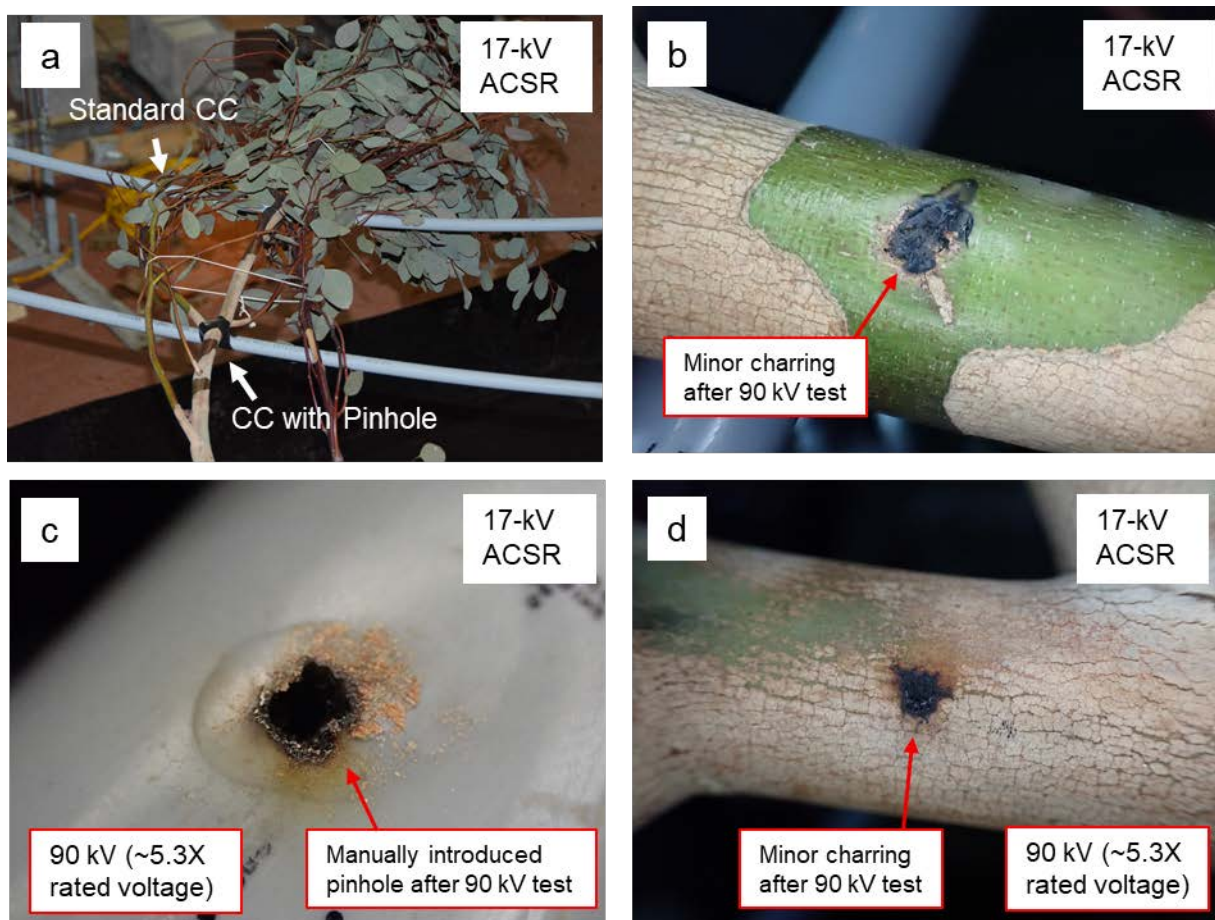 a
17-kV
ACSR
Standard CC
CC with Pinhole
b
17-kV
ACSR
Minor charring
after 90 kV test
c
17-kV
ACSR
90 kV (~5.3X
rated voltage)
Manually introduced
pinhole after 90 kV test
d
17-kV
ACSR
Minor charring
after 90 kV test
90 kV (~5.3X
rated voltage)